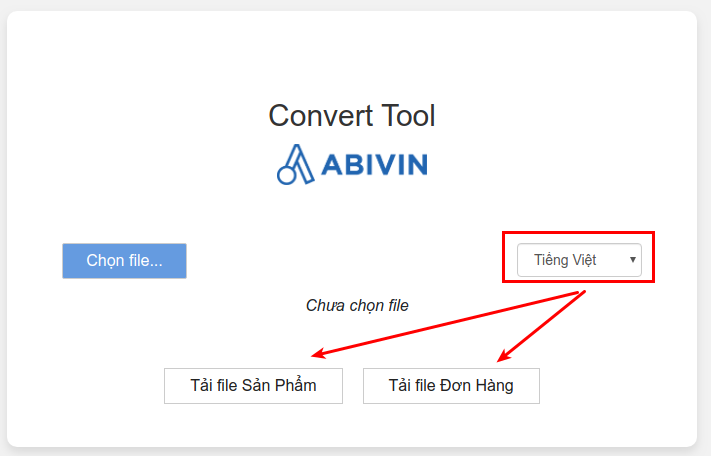 Convert Tool
ABIVIN
Chọn file...
Tiếng Việt
Chưa chọn file
Tải file Sản Phẩm
Tải file Đơn Hàng